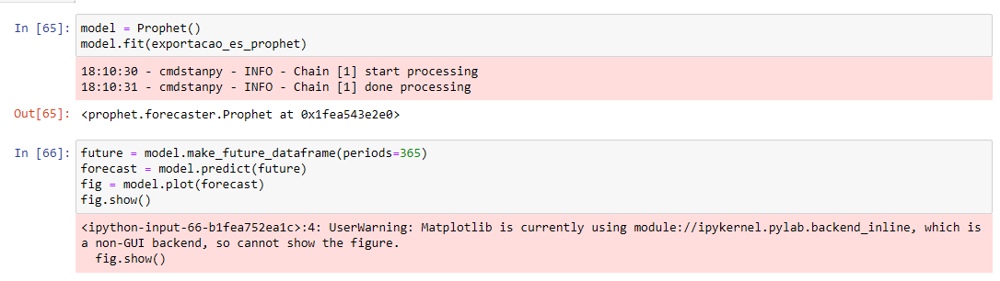 In [65]: model = Prophet()
model.fit(exportacao_es_prophet)
18:10:30 - cmdstanpy - INFO - Chain [1] start processing
18:10:31 - cmdstanpy - INFO - Chain [1] done processing
Out[65]: <prophet.forecaster.Prophet at 0x1fea543e2e0>
In [66]: future = model.make_future_dataframe(periods=365)
forecast = model.predict(future)
fig = model.plot(forecast)
fig.show()
<ipython-input-66-b1fea752ea1c>:4: UserWarning: Matplotlib is currently using module://ipykernel.pylab.backend_inline, which is
a non-GUI backend, so cannot show the figure.
  fig.show()